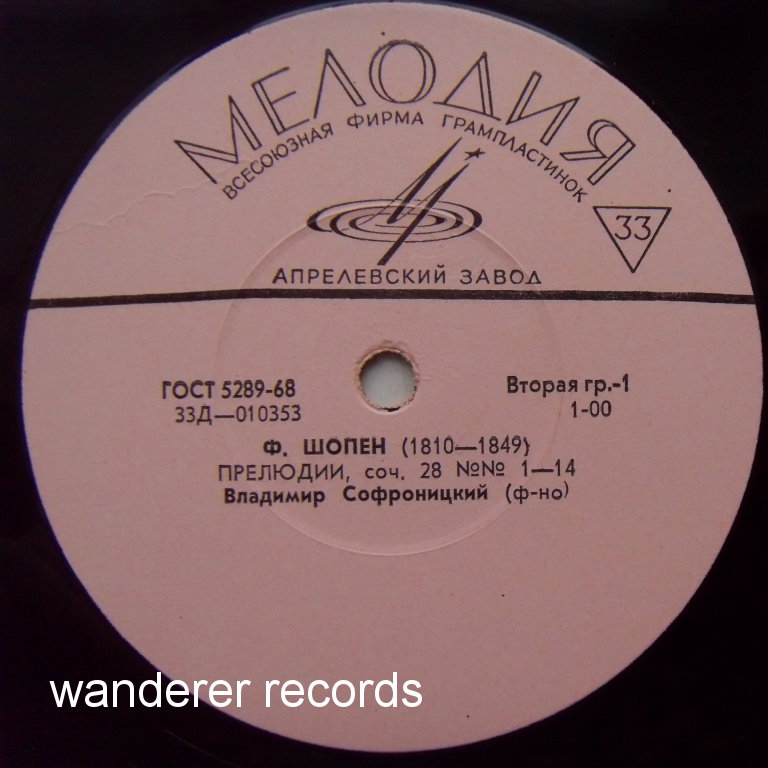 МЕЛОДИЯ
ВСЕСОЮЗНАЯ ФИРМА ГРАМПЛАСТИНОК
33
АПРЕЛЕВСКИЙ ЗАВОД
ГОСТ 5289-68
Вторая гр.-1
33Д—010353
1-00
Ф. ШОПЕН (1810—1849)
ПРЕЛЮДИИ, соч. 28 №№ 1—14
Владимир Софроницкий (ф-но)
wanderer records